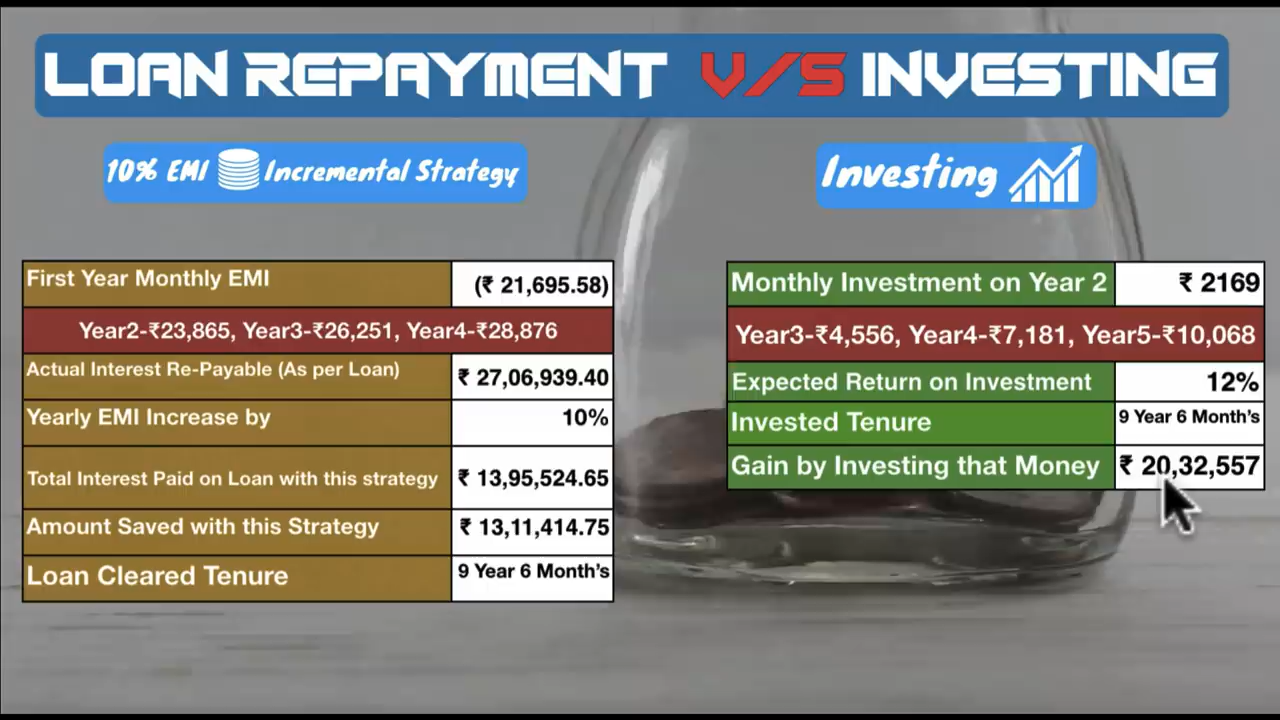 LOAN REPAYMENT V/S INVESTING
10% EMI Incremental Strategy
First Year Monthly EMI (₹ 21,695.58)
Year2-₹23,865, Year3-₹26,251, Year4-₹28,876
Actual Interest Re-Payable (As per Loan) ₹ 27,06,939.40
Yearly EMI Increase by 10%
Total Interest Paid on Loan with this strategy ₹ 13,95,524.65
Amount Saved with this Strategy ₹ 13,11,414.75
Loan Cleared Tenure 9 Year 6 Month's
Investing
Monthly Investment on Year 2 ₹ 2169
Year3-₹4,556, Year4-₹7,181, Year5-₹10,068
Expected Return on Investment 12%
Invested Tenure 9 Year 6 Month's
Gain by Investing that Money ₹ 20,32,557